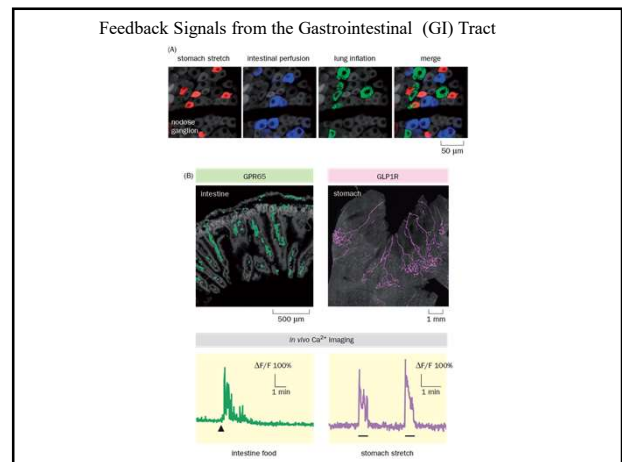 Feedback Signals from the Gastrointestinal (GI) Tract
(A)
stomach stretch intestinal perfusion lung inflation merge
nodose
ganglion
50 μm
(B)
GPR65 GLP1R
intestine stomach
500 μm 1 mm
In vivo Ca²⁺ Imaging
ΔF/F 100% ΔF/F 100%
1 min 1 min
intestine food stomach stretch